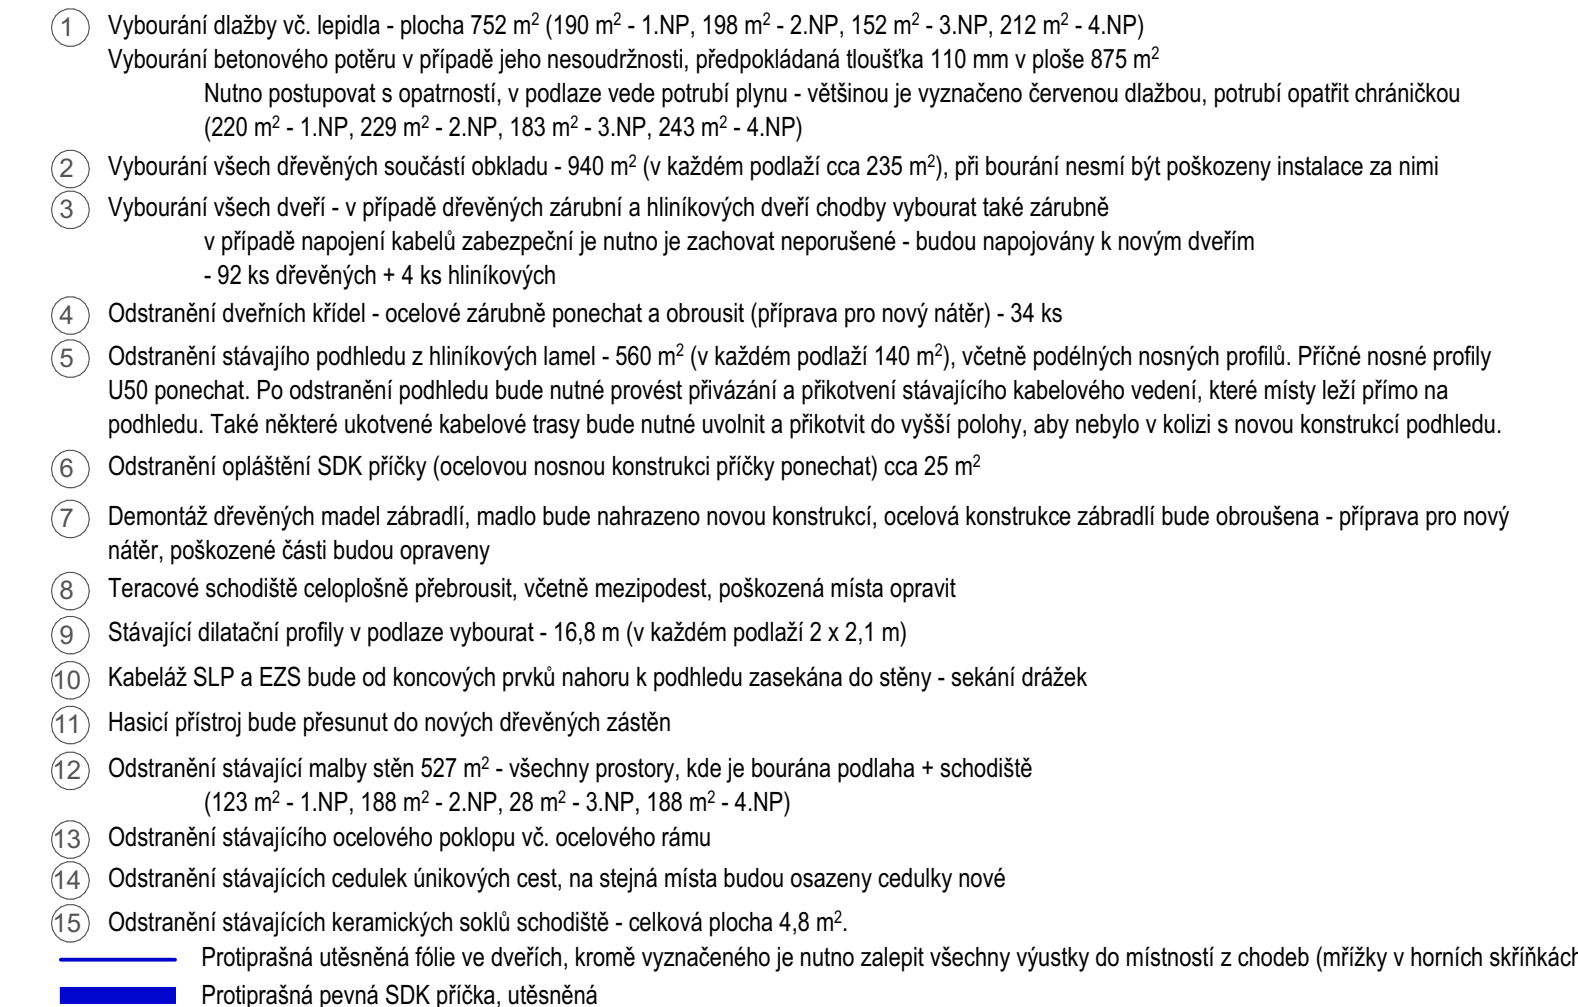 1 Vybourání dlažby vč. lepidla - plocha 752 m² (190 m² - 1.NP, 198 m² - 2.NP, 152 m² - 3.NP, 212 m² - 4.NP)
Vybourání betonového potěru v případě jeho nesoudržnosti, předpokládaná tloušťka 110 mm v ploše 875 m²
Nutno postupovat s opatrností, v podlaze vede potrubí plynu - většinou je vyznačeno červenou dlažbou, potrubí opatřit chráničkou
(220 m² - 1.NP, 229 m² - 2.NP, 183 m² - 3.NP, 243 m² - 4.NP)
2 Vybourání všech dřevěných součástí obkladu - 940 m² (v každém podlaží cca 235 m²), při bourání nesmí být poškozeny instalace za nimi
3 Vybourání všech dveří - v případě dřevěných zárubní a hliníkových dveří chodby vybourat také zárubně
v případě napojení kabelů zabezpeční je nutno je zachovat neporušené - budou napojovány k novým dveřím
- 92 ks dřevěných + 4 ks hliníkových
4 Odstranění dveřních křídel - ocelové zárubně ponechat a obrousit (příprava pro nový nátěr) - 34 ks
5 Odstranění stávajího podhledu z hliníkových lamel - 560 m² (v každém podlaží 140 m²), včetně podélných nosných profilů. Příčné nosné profily
U50 ponechat. Po odstranění podhledu bude nutné provést přivázání a přikotvení stávajícího kabelového vedení, které místy leží přímo na
podhledu. Také některé ukotvené kabelové trasy bude nutné uvolnit a přikotvit do vyšší polohy, aby nebylo v kolizi s novou konstrukcí podhledu.
6 Odstranění opláštění SDK příčky (ocelovou nosnou konstrukci příčky ponechat) cca 25 m²
7 Demontáž dřevěných madel zábradlí, madlo bude nahrazeno novou konstrukcí, ocelová konstrukce zábradlí bude obroušena - příprava pro nový
nátěr, poškozené části budou opraveny
8 Teracové schodiště celoplošně přebrousit, včetně mezipodest, poškozená místa opravit
9 Stávající dilatační profily v podlaze vybourat - 16,8 m (v každém podlaží 2 x 2,1 m)
10 Kabeláž SLP a EZS bude od koncových prvků nahoru k podhledu zasekána do stěny - sekání drážek
11 Hasicí přístroj bude přesunut do nových dřevěných zástěn
12 Odstranění stávající malby stěn 527 m² - všechny prostory, kde je bourána podlaha + schodiště
(123 m² - 1.NP, 188 m² - 2.NP, 28 m² - 3.NP, 188 m² - 4.NP)
13 Odstranění stávajícího ocelového poklopu vč. ocelového rámu
14 Odstranění stávajících cedulek únikových cest, na stejná místa budou osazeny cedulky nové
15 Odstranění stávajících keramických soklů schodiště - celková plocha 4,8 m².
Protiprašná utěsněná fólie ve dveřích, kromě vyznačeného je nutno zalepit všechny výustky do místností z chodeb (mřížky v horních skříňkách
Protiprašná pevná SDK příčka, utěsněná